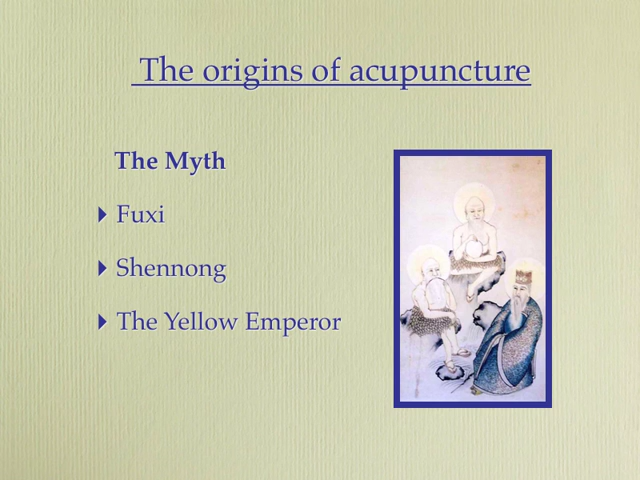 The origins of acupuncture
The Myth
Fuxi
Shennong
The Yellow Emperor